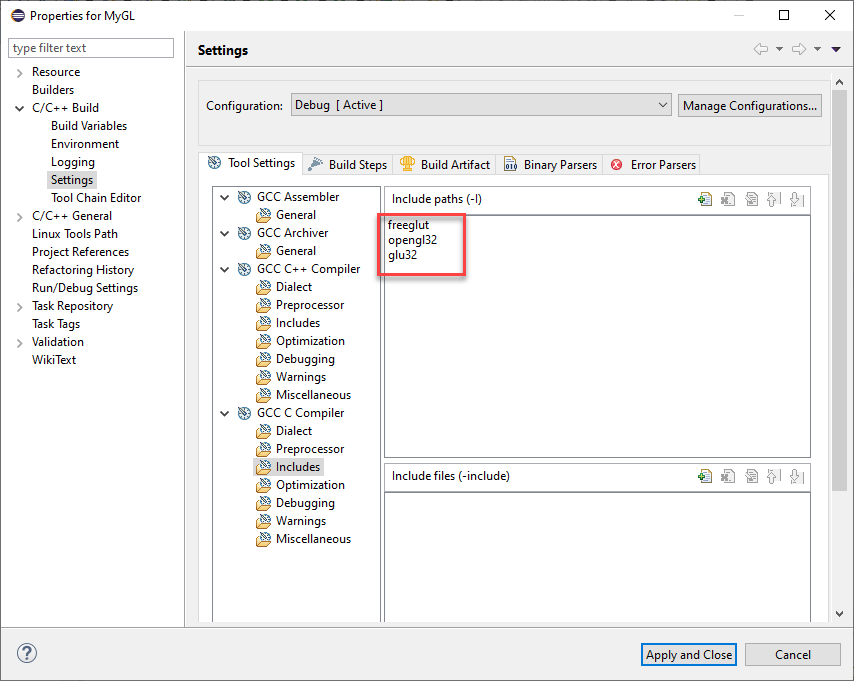 Properties for MyGL
type filter text
Resource
Builders
C/C++ Build
Build Variables
Environment
Logging
Settings
Tool Chain Editor
C/C++ General
Linux Tools Path
Project References
Refactoring History
Run/Debug Settings
Task Repository
Task Tags
Validation
WikiText
Settings
Configuration: Debug [ Active ] Manage Configurations...
Tool Settings Build Steps Build Artifact Binary Parsers Error Parsers
GCC Assembler
General
GCC Archiver
General
GCC C++ Compiler
Dialect
Preprocessor
Includes
Optimization
Debugging
Warnings
Miscellaneous
GCC C Compiler
Dialect
Preprocessor
Includes
Optimization
Debugging
Warnings
Miscellaneous
Include paths (-I)
freeglut
opengl32
glu32
Include files (-include)
Apply and Close Cancel